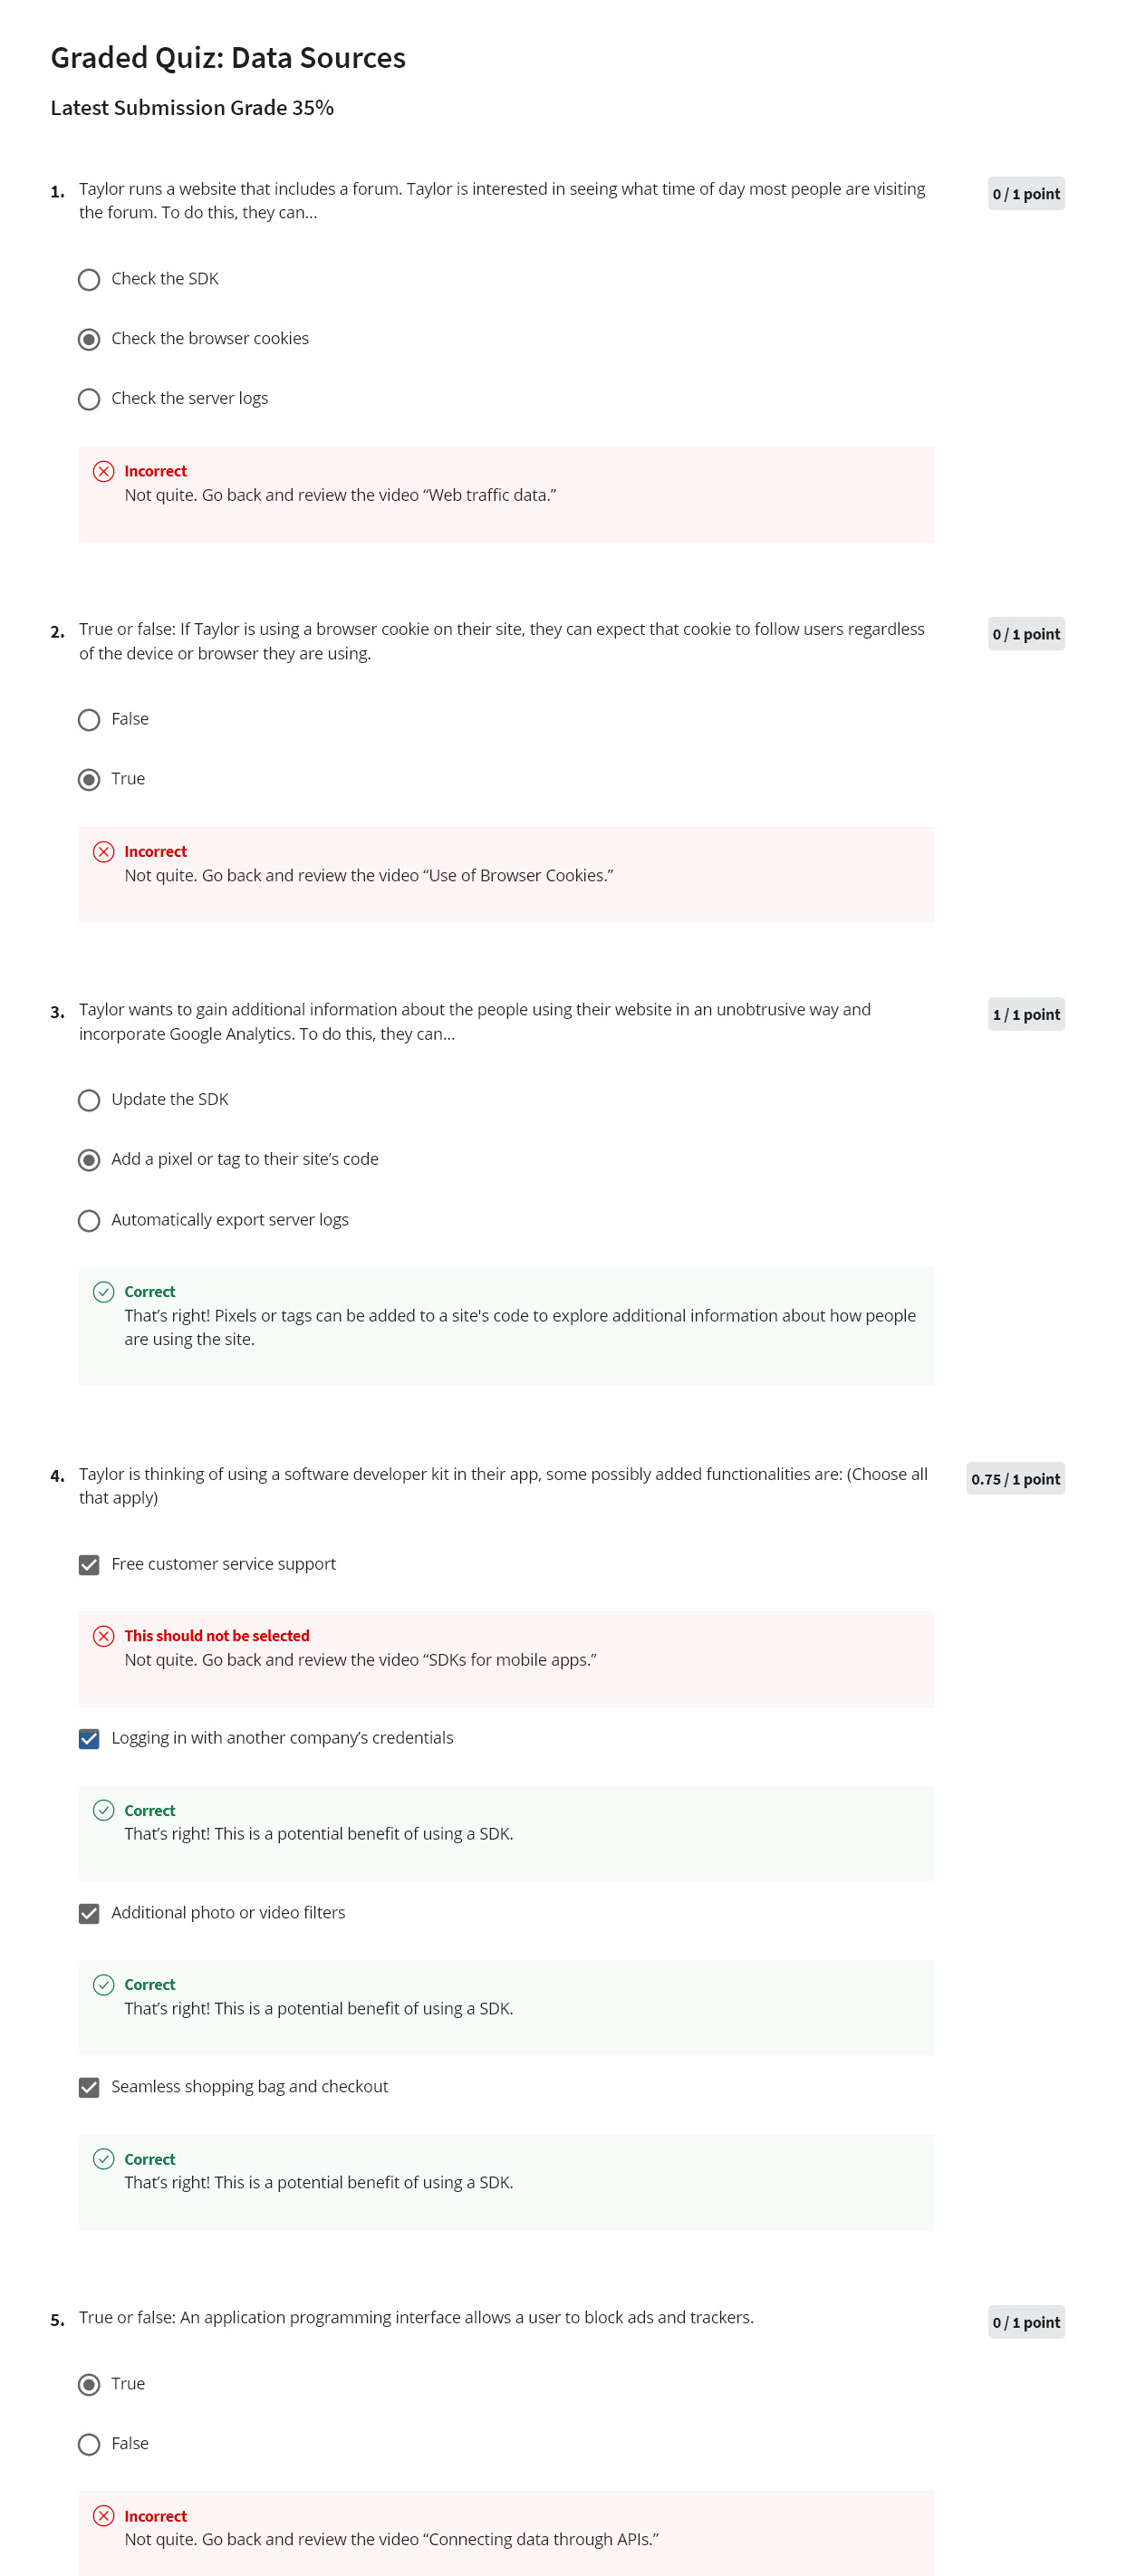 Graded Quiz: Data Sources
Latest Submission Grade 35%
1. Taylor runs a website that includes a forum. Taylor is interested in seeing what time of day most people are visiting
the forum. To do this, they can...
0 / 1 point
Check the SDK
Check the browser cookies
Check the server logs
Incorrect
Not quite. Go back and review the video “Web traffic data.”
2. True or false: If Taylor is using a browser cookie on their site, they can expect that cookie to follow users regardless
of the device or browser they are using.
0 / 1 point
False
True
Incorrect
Not quite. Go back and review the video “Use of Browser Cookies.”
3. Taylor wants to gain additional information about the people using their website in an unobtrusive way and
incorporate Google Analytics. To do this, they can...
1 / 1 point
Update the SDK
Add a pixel or tag to their site’s code
Automatically export server logs
Correct
That’s right! Pixels or tags can be added to a site's code to explore additional information about how people
are using the site.
4. Taylor is thinking of using a software developer kit in their app, some possibly added functionalities are: (Choose all
that apply)
0.75 / 1 point
Free customer service support
This should not be selected
Not quite. Go back and review the video “SDKs for mobile apps.”
Logging in with another company’s credentials
Correct
That’s right! This is a potential benefit of using a SDK.
Additional photo or video filters
Correct
That’s right! This is a potential benefit of using a SDK.
Seamless shopping bag and checkout
Correct
That’s right! This is a potential benefit of using a SDK.
5. True or false: An application programming interface allows a user to block ads and trackers.
0 / 1 point
True
False
Incorrect
Not quite. Go back and review the video “Connecting data through APIs.”